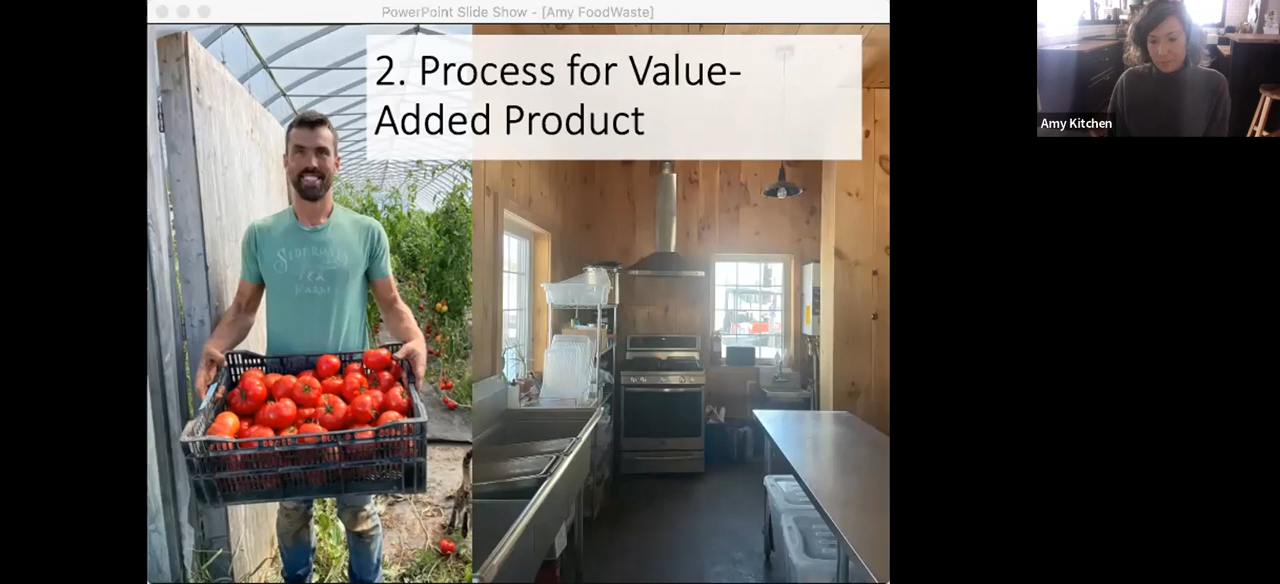 PowerPoint Slide Show - [Amy FoodWaste]
2. Process for Value-
Added Product
FARM
Amy Kitchen